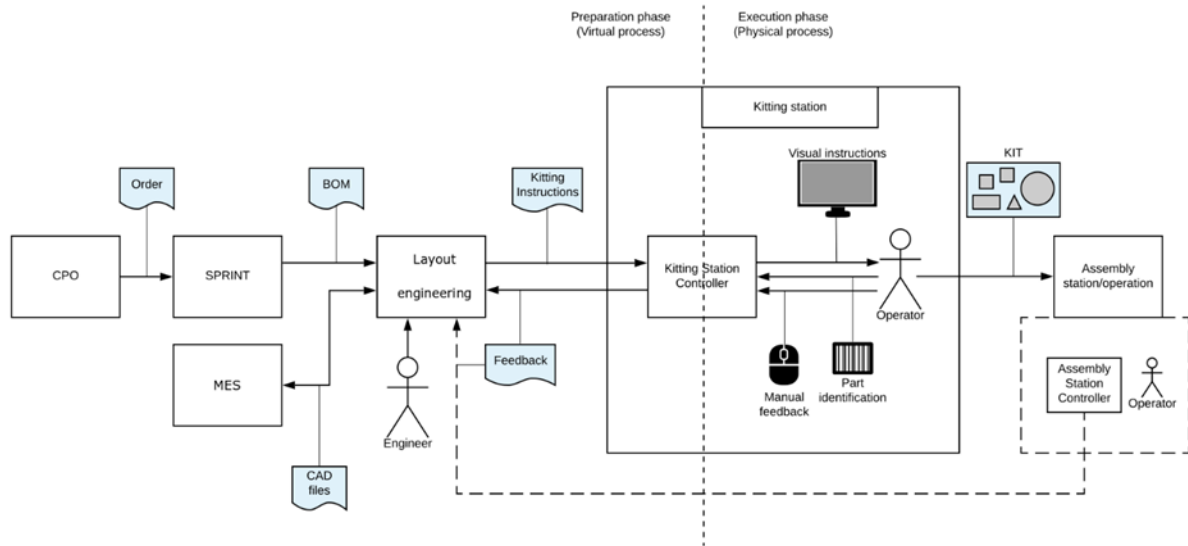 Preparation phase
(Virtual process)
Execution phase
(Physical process)
Kitting station
Visual instructions
KIT
Order
BOM
Kitting
Instructions
CPO
SPRINT
Layout
engineering
Kitting Station
Controller
Operator
Assembly
station/operation
MES
Feedback
Manual
feedback
Part
identification
Assembly
Station
Controller
Operator
Engineer
CAD
files